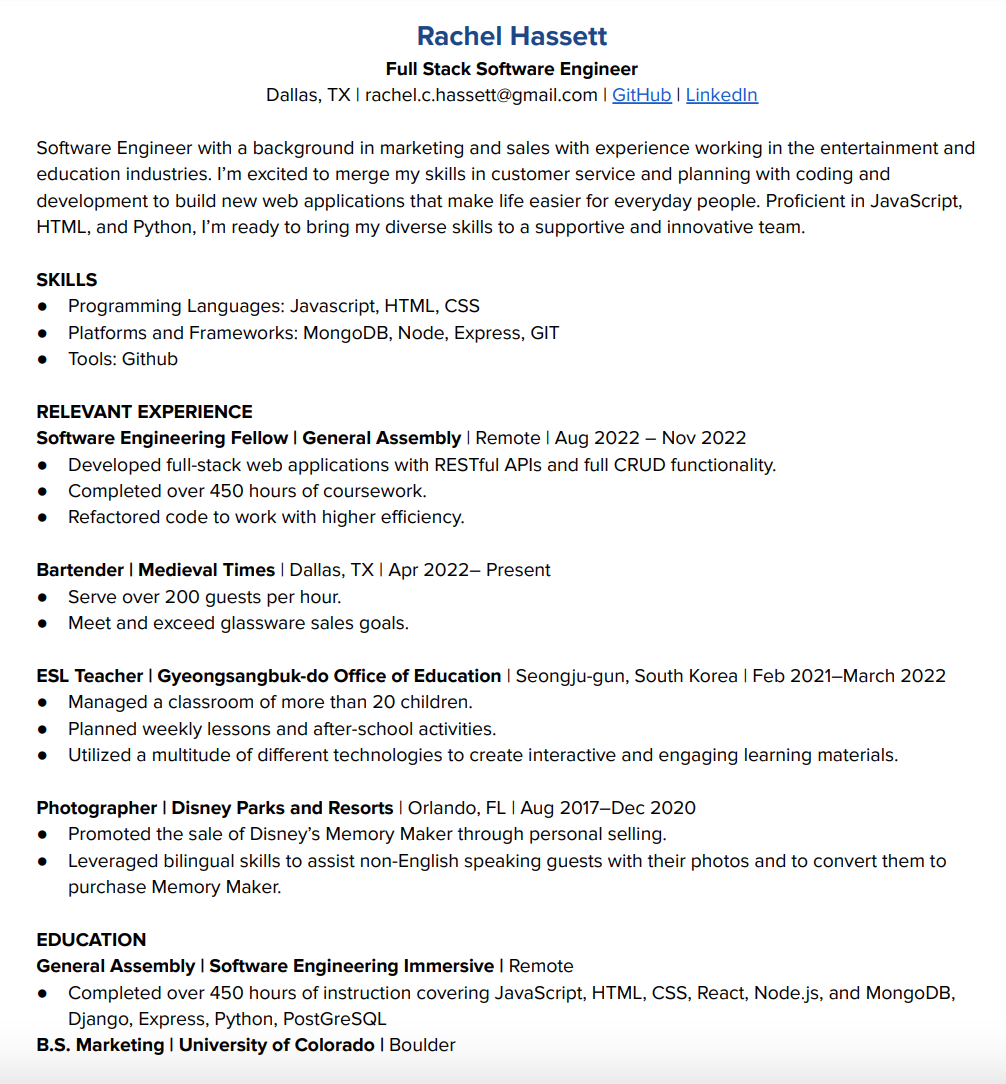 Rachel Hassett
Full Stack Software Engineer
Dallas, TX | rachel.c.hassett@gmail.com | GitHub | LinkedIn
Software Engineer with a background in marketing and sales with experience working in the entertainment and
education industries. I’m excited to merge my skills in customer service and planning with coding and
development to build new web applications that make life easier for everyday people. Proficient in JavaScript,
HTML, and Python, I’m ready to bring my diverse skills to a supportive and innovative team.
SKILLS
● Programming Languages: Javascript, HTML, CSS
● Platforms and Frameworks: MongoDB, Node, Express, GIT
● Tools: Github
RELEVANT EXPERIENCE
Software Engineering Fellow | General Assembly | Remote | Aug 2022 – Nov 2022
● Developed full-stack web applications with RESTful APIs and full CRUD functionality.
● Completed over 450 hours of coursework.
● Refactored code to work with higher efficiency.
Bartender | Medieval Times | Dallas, TX | Apr 2022– Present
● Serve over 200 guests per hour.
● Meet and exceed glassware sales goals.
ESL Teacher | Gyeongsangbuk-do Office of Education | Seongju-gun, South Korea | Feb 2021–March 2022
● Managed a classroom of more than 20 children.
● Planned weekly lessons and after-school activities.
● Utilized a multitude of different technologies to create interactive and engaging learning materials.
Photographer | Disney Parks and Resorts | Orlando, FL | Aug 2017–Dec 2020
● Promoted the sale of Disney’s Memory Maker through personal selling.
● Leveraged bilingual skills to assist non-English speaking guests with their photos and to convert them to
purchase Memory Maker.
EDUCATION
General Assembly | Software Engineering Immersive | Remote
● Completed over 450 hours of instruction covering JavaScript, HTML, CSS, React, Node.js, and MongoDB,
Django, Express, Python, PostGreSQL
B.S. Marketing | University of Colorado | Boulder